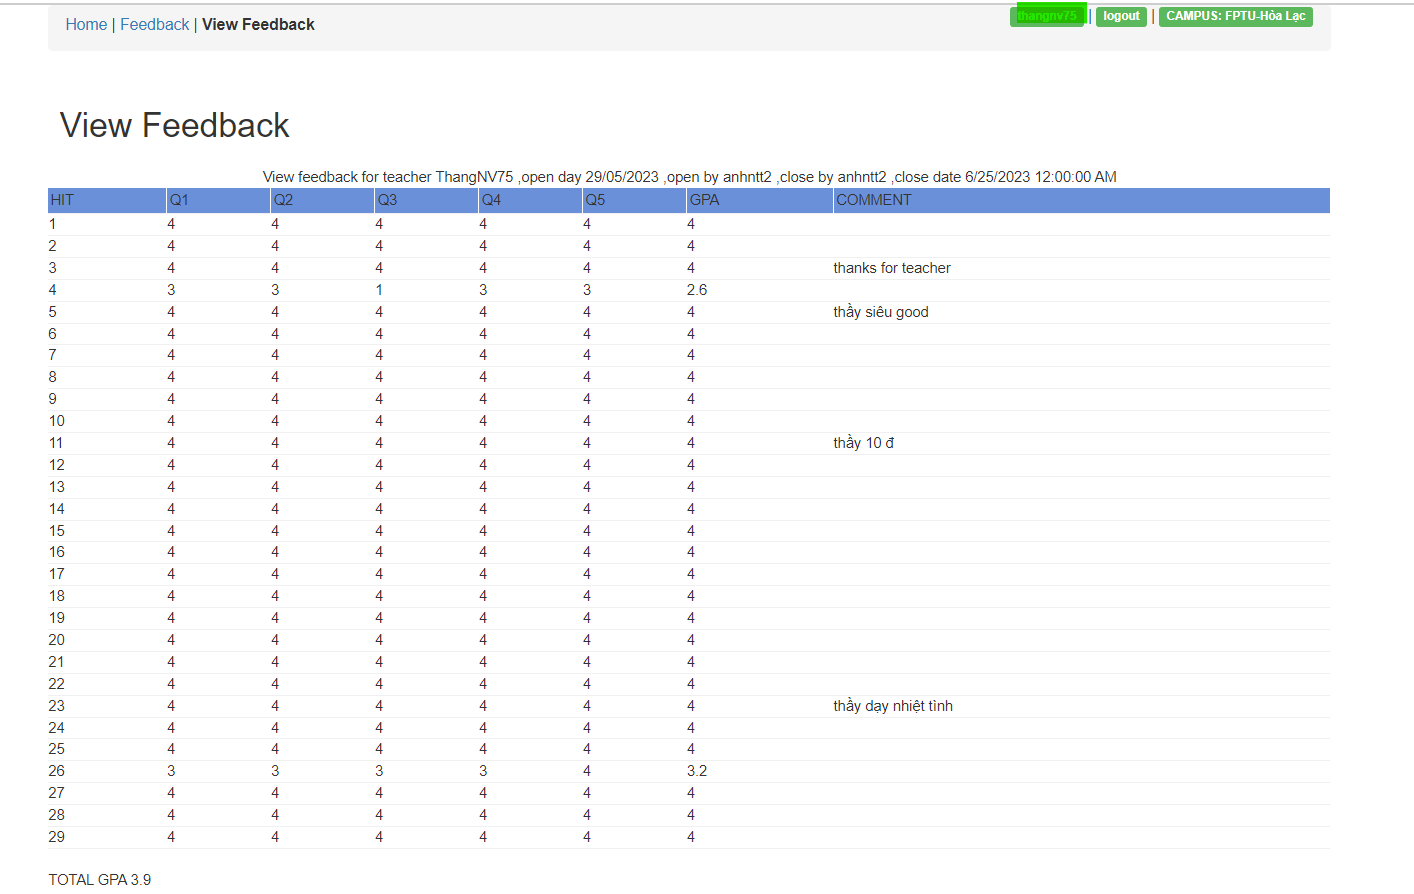 Home | Feedback | View Feedback thangnv75 | logout | CAMPUS: FPTU-Hòa Lạc
View Feedback
View feedback for teacher ThangNV75 ,open day 29/05/2023 ,open by anhntt2 ,close by anhntt2 ,close date 6/25/2023 12:00:00 AM
HIT Q1 Q2 Q3 Q4 Q5 GPA COMMENT
1 4 4 4 4 4 4
2 4 4 4 4 4 4
3 4 4 4 4 4 4 thanks for teacher
4 3 3 1 3 3 2.6
5 4 4 4 4 4 4 thầy siêu good
6 4 4 4 4 4 4
7 4 4 4 4 4 4
8 4 4 4 4 4 4
9 4 4 4 4 4 4
10 4 4 4 4 4 4
11 4 4 4 4 4 4 thầy 10 đ
12 4 4 4 4 4 4
13 4 4 4 4 4 4
14 4 4 4 4 4 4
15 4 4 4 4 4 4
16 4 4 4 4 4 4
17 4 4 4 4 4 4
18 4 4 4 4 4 4
19 4 4 4 4 4 4
20 4 4 4 4 4 4
21 4 4 4 4 4 4
22 4 4 4 4 4 4
23 4 4 4 4 4 4 thầy dạy nhiệt tình
24 4 4 4 4 4 4
25 4 4 4 4 4 4
26 3 3 3 3 4 3.2
27 4 4 4 4 4 4
28 4 4 4 4 4 4
29 4 4 4 4 4 4
TOTAL GPA 3.9